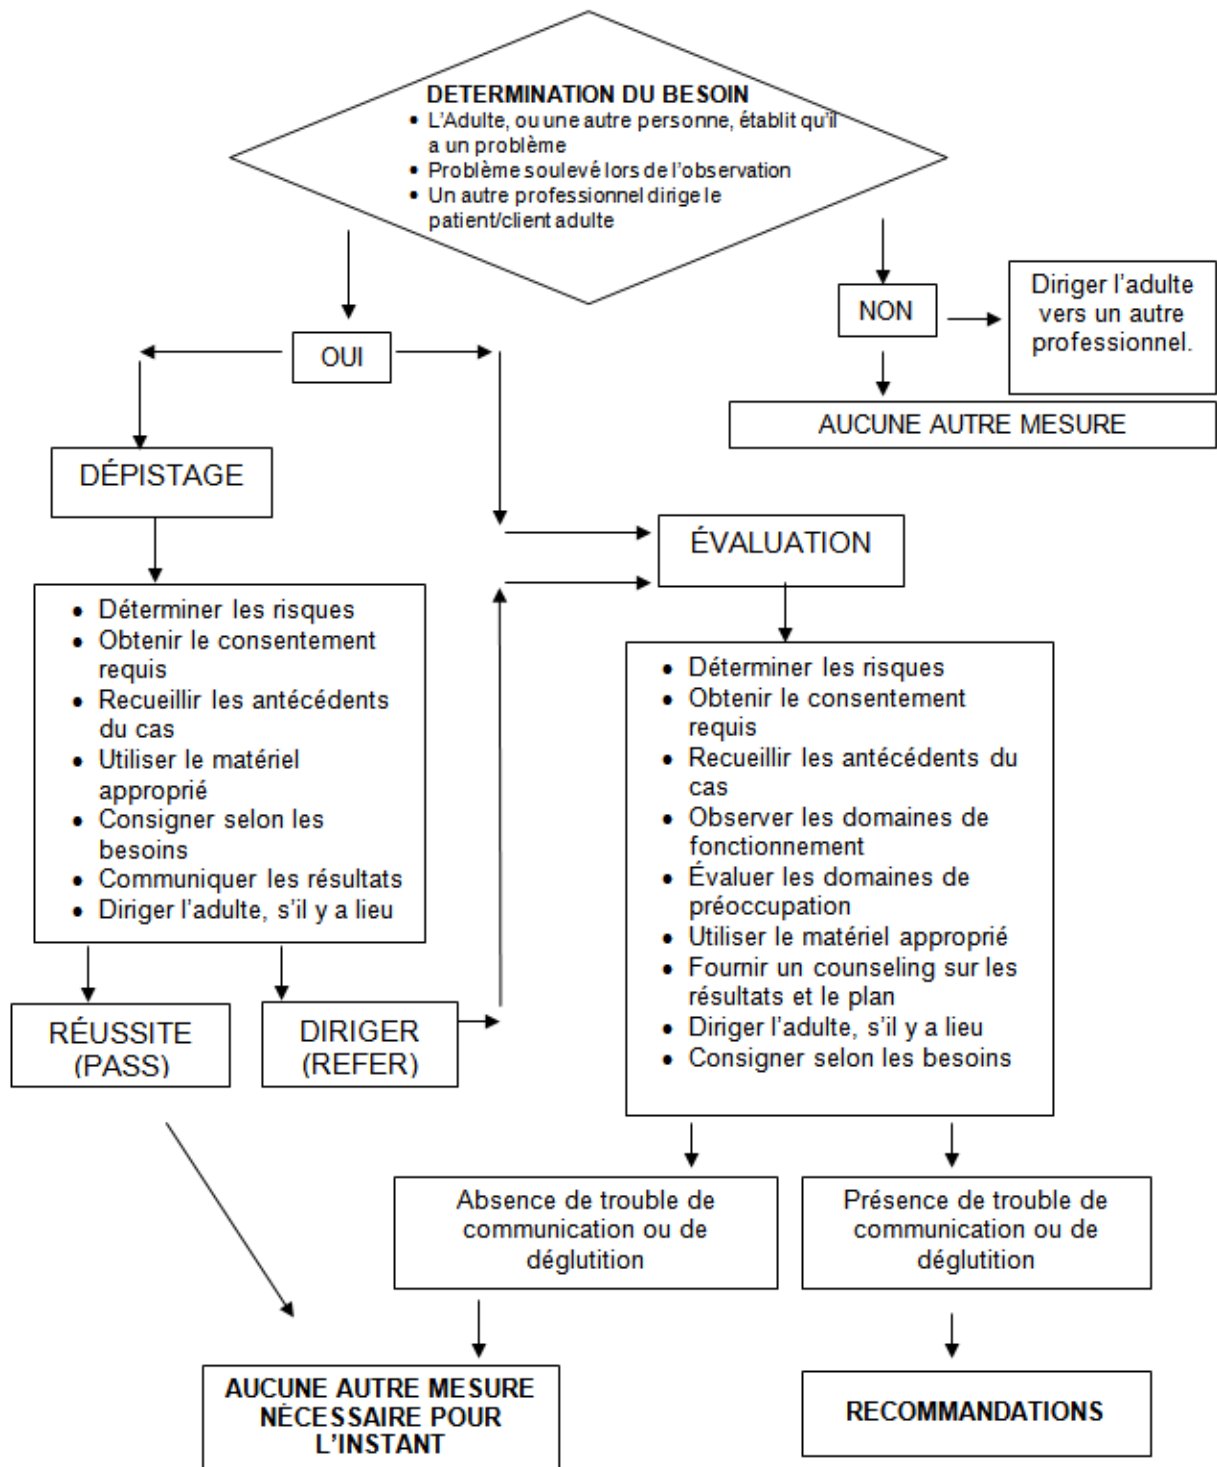 DETERMINATION DU BESOIN
• L'Adulte, ou une autre personne, établit qu'il
a un problème
• Problème soulevé lors de l'observation
• Un autre professionnel dirige le
patient/client adulte
OUI
NON
Diriger l'adulte
vers un autre
professionnel.
AUCUNE AUTRE MESURE
DÉPISTAGE
• Déterminer les risques
• Obtenir le consentement
requis
• Recueillir les antécédents
du cas
• Utiliser le matériel
approprié
• Consigner selon les
besoins
• Communiquer les résultats
• Diriger l'adulte, s'il y a lieu
RÉUSSITE
(PASS)
DIRIGER
(REFER)
ÉVALUATION
• Déterminer les risques
• Obtenir le consentement
requis
• Recueillir les antécédents du
cas
• Observer les domaines de
fonctionnement
• Évaluer les domaines de
préoccupation
• Utiliser le matériel approprié
• Fournir un counseling sur les
résultats et le plan
• Diriger l'adulte, s'il y a lieu
• Consigner selon les besoins
Absence de trouble de
communication ou de
déglutition
Présence de trouble de
communication ou de
déglutition
AUCUNE AUTRE MESURE
NÉCESSAIRE POUR
L'INSTANT
RECOMMANDATIONS